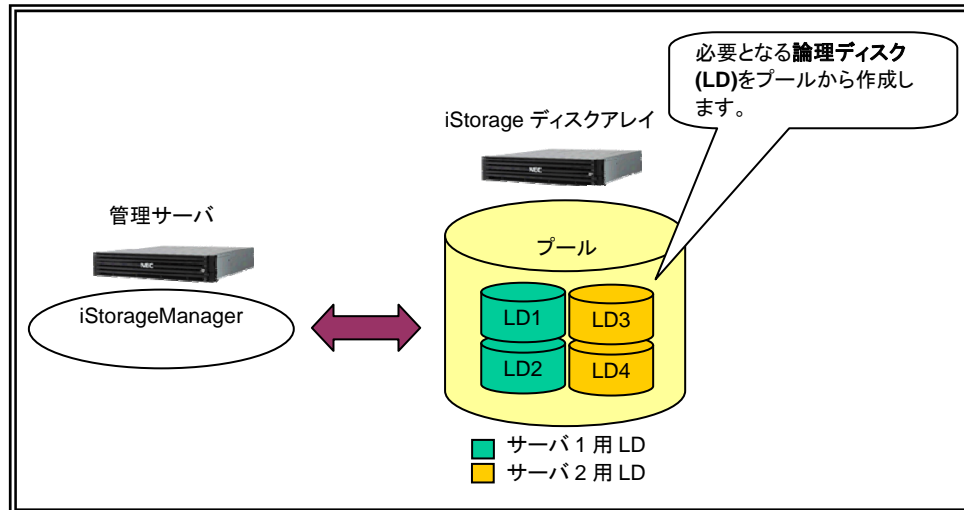 必要となる論理ディスク
(LD)をプールから作成し
ます。
iStorage ディスクアレイ
NEC
管理サーバ
NEC
プール
iStorageManager
LD1
LD3
LD2
LD4
サーバ 1 用 LD
サーバ 2 用 LD